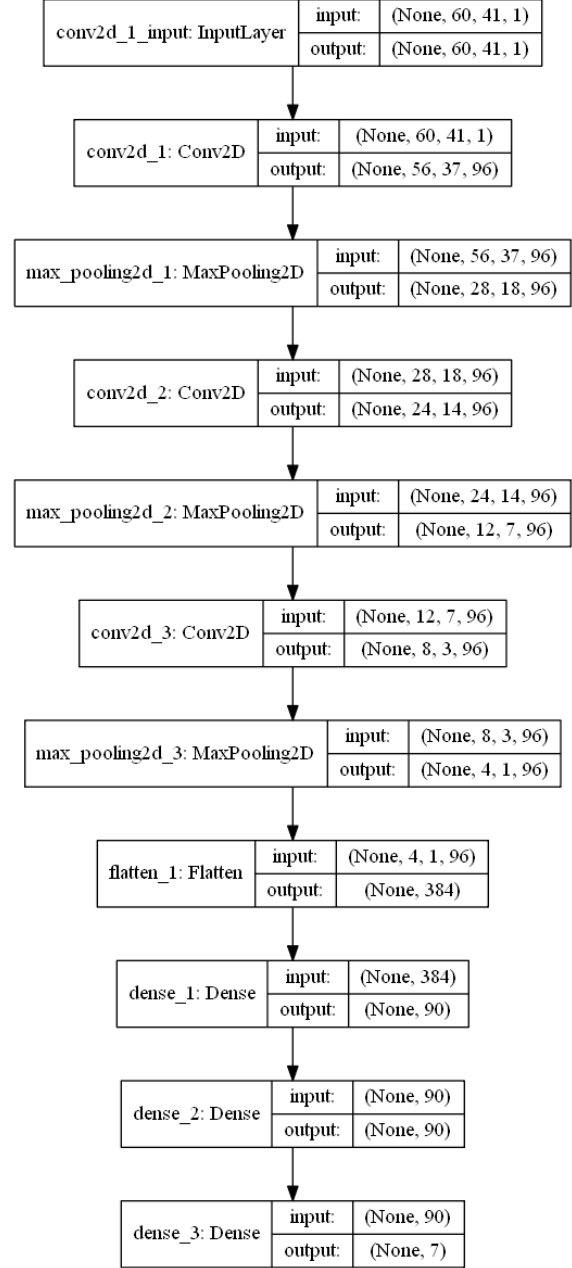 conv2d_1_input: InputLayer
input: (None, 60, 41, 1)
output: (None, 60, 41, 1)
conv2d_1: Conv2D
input: (None, 60, 41, 1)
output: (None, 56, 37, 96)
max_pooling2d_1: MaxPooling2D
input: (None, 56, 37, 96)
output: (None, 28, 18, 96)
conv2d_2: Conv2D
input: (None, 28, 18, 96)
output: (None, 24, 14, 96)
max_pooling2d_2: MaxPooling2D
input: (None, 24, 14, 96)
output: (None, 12, 7, 96)
conv2d_3: Conv2D
input: (None, 12, 7, 96)
output: (None, 8, 3, 96)
max_pooling2d_3: MaxPooling2D
input: (None, 8, 3, 96)
output: (None, 4, 1, 96)
flatten_1: Flatten
input: (None, 4, 1, 96)
output: (None, 384)
dense_1: Dense
input: (None, 384)
output: (None, 90)
dense_2: Dense
input: (None, 90)
output: (None, 90)
dense_3: Dense
input: (None, 90)
output: (None, 7)